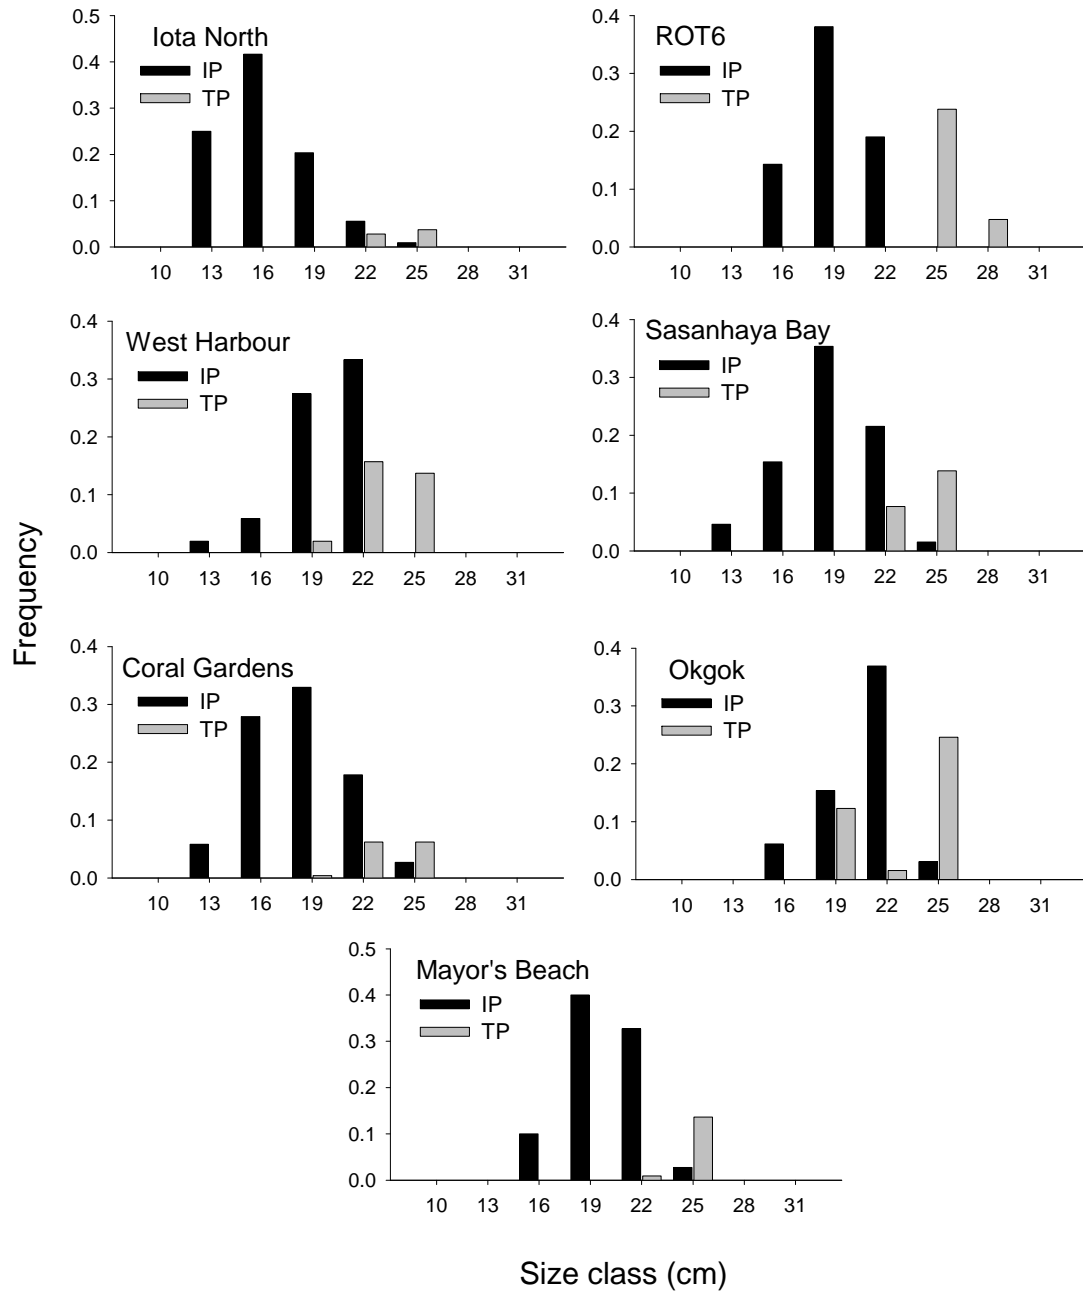 Frequency
Iota North
IP
TP
0.5
0.4
0.3
0.2
0.1
0.0
10 13 16 19 22 25 28 31
ROT6
IP
TP
0.4
0.3
0.2
0.1
0.0
10 13 16 19 22 25 28 31
West Harbour
IP
TP
0.4
0.3
0.2
0.1
0.0
10 13 16 19 22 25 28 31
Sasanhaya Bay
IP
TP
0.4
0.3
0.2
0.1
0.0
10 13 16 19 22 25 28 31
Coral Gardens
IP
TP
0.4
0.3
0.2
0.1
0.0
10 13 16 19 22 25 28 31
Okgok
IP
TP
0.4
0.3
0.2
0.1
0.0
10 13 16 19 22 25 28 31
Mayor's Beach
IP
TP
0.5
0.4
0.3
0.2
0.1
0.0
10 13 16 19 22 25 28 31
Size class (cm)